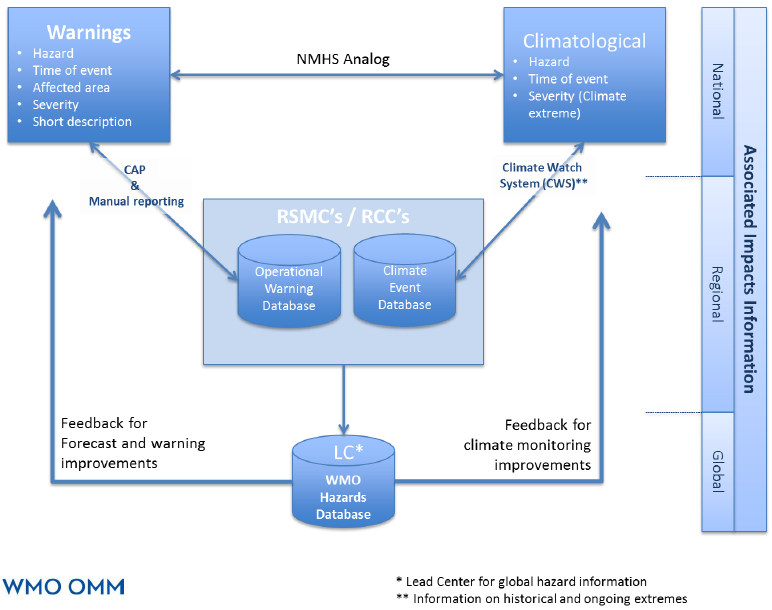 Warnings
• Hazard
• Time of event
• Affected area
• Severity
• Short description
NMHS Analog
Climatological
• Hazard
• Time of event
• Severity (Climate
extreme)
CAP
&
Manual reporting
Climate Watch
System (CWS)**
RSMC's / RCC's
Operational
Warning
Database
Climate
Event
Database
Feedback for
Forecast and warning
improvements
LC*
WMO
Hazards
Database
Feedback for
climate monitoring
improvements
National
Regional
Global
Associated Impacts Information
WMO OMM
* Lead Center for global hazard information
** Information on historical and ongoing extremes